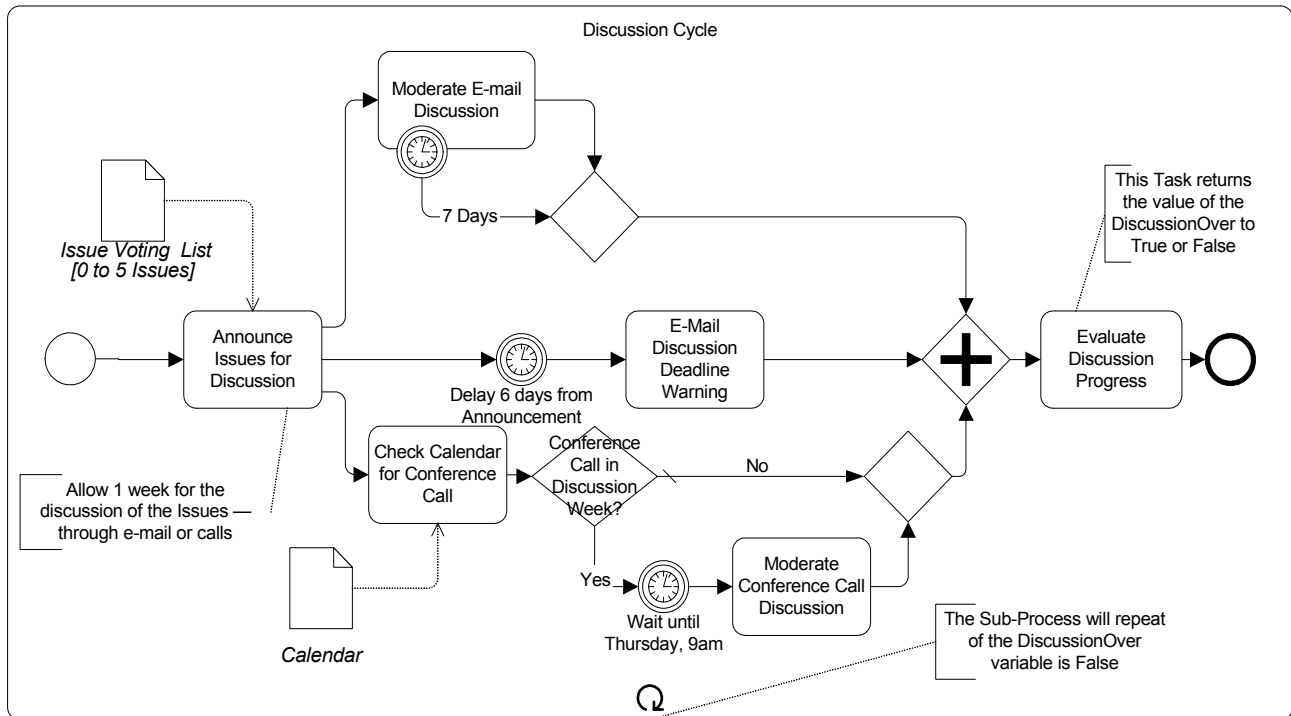 Discussion Cycle
Moderate E-mail
Discussion
7 Days
This Task returns
the value of the
DiscussionOver to
True or False
Issue Voting List
[0 to 5 Issues]
Announce
Issues for
Discussion
Delay 6 days from
Announcement
E-Mail
Discussion
Deadline
Warning
Evaluate
Discussion
Progress
Check Calendar
for Conference
Call
Conference
Call in
Discussion
Week?
No
Allow 1 week for the
discussion of the Issues —
through e-mail or calls
Yes
Wait until
Thursday, 9am
Moderate
Conference Call
Discussion
Calendar
The Sub-Process will repeat
of the DiscussionOver
variable is False